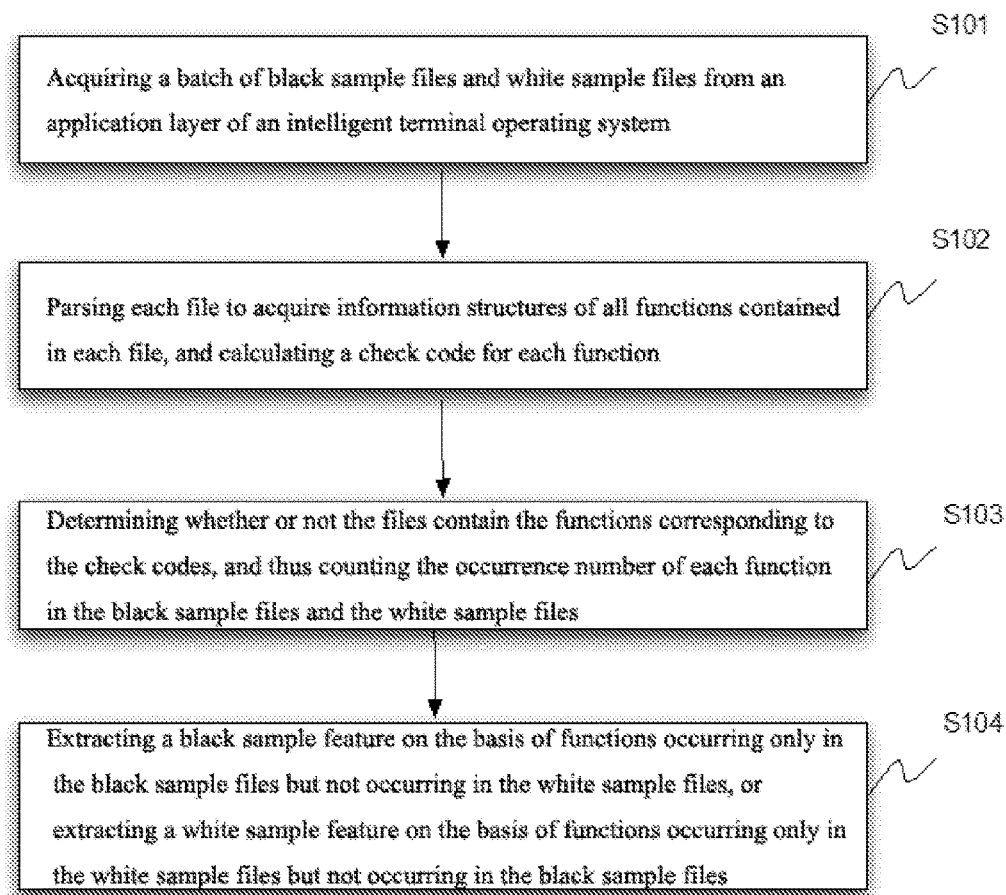 S101
Acquiring a batch of black sample files and white sample files from an
application layer of an intelligent terminal operating system
S102
Parsing each file to acquire information structures of all functions contained
in each file, and calculating a check code for each function
S103
Determining whether or not the files contain the functions corresponding to
the check codes, and thus counting the occurrence number of each function
in the black sample files and the white sample files
S104
Extracting a black sample feature on the basis of functions occurring only in
the black sample files but not occurring in the white sample files, or
extracting a white sample feature on the basis of functions occurring only in
the white sample files but not occurring in the black sample files